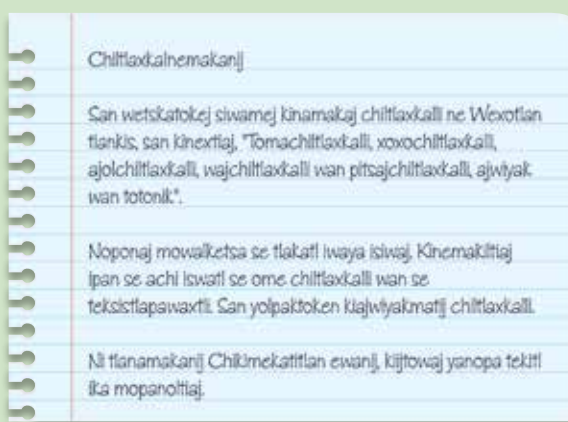 Chiltlaxkalnemakanij
San wetskatokej siwamej kinamakaj chiltlaxkalli ne Wexotlan
tiankis, san kinextiaj, "Tomachiltlaxkalli, xoxochiltlaxkalli,
ajolchiltlaxkalli, wajchiltlaxkalli wan pitsajchiltlaxkalli, ajwiyak
wan totonik".
Noponaj mowalketsa se tlakatl iwaya isiwaj. Kinemakiltiaj
ipan se achi iswatl se ome chiltlaxkalli wan se
teksistlapawaxtli. San yolpaktoken kiajwiyakmatij chiltlaxkalli.
Ni tlanamakanij Chikimekatitlan ewanij, kijtowaj yanopa tekitl
ika mopanoltiaj.